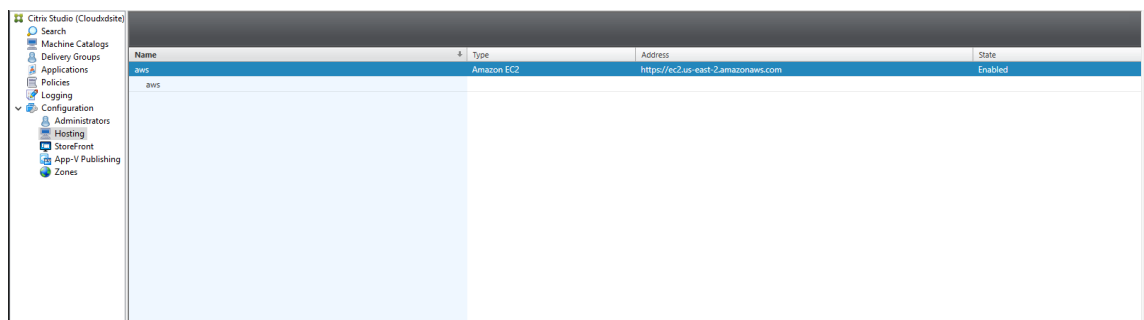 Citrix Studio (Cloudxdsite)
Search
Machine Catalogs
Delivery Groups
Applications
Policies
Logging
Configuration
Administrators
Hosting
StoreFront
App-V Publishing
Zones
Name Type Address State
aws Amazon EC2 https://ec2.us-east-2.amazonaws.com Enabled
aws